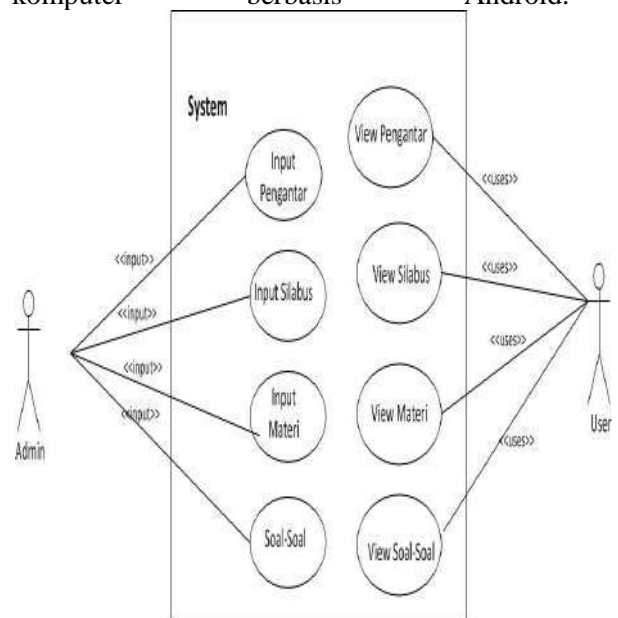 komputer berbasis Android.
System
View Pengantar
Input
Pengantar
<<uses>>
<<input>>
View Silabus
<<uses>>
Input Silabus
<<input>>
<<uses>>
<<input>>
Input
Materi
View Materi
<<input>>
Admin
User
<<uses>>
Soal-Soal
View Soal-Soal